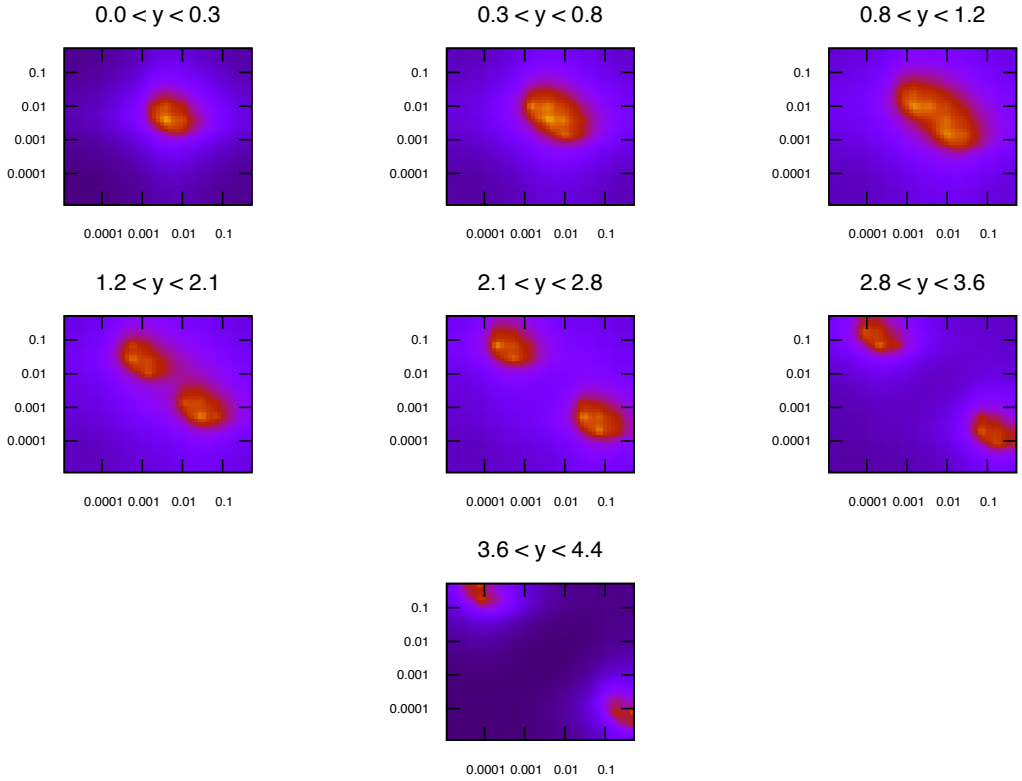 0.0 < y < 0.3
0.3 < y < 0.8
0.8 < y < 1.2
0.1 0.1 0.1
0.01 0.01 0.01
0.001 0.001 0.001
0.0001 0.0001 0.0001
0.0001 0.001 0.01 0.1 0.0001 0.001 0.01 0.1 0.0001 0.001 0.01 0.1
1.2 < y < 2.1
2.1 < y < 2.8
2.8 < y < 3.6
0.1 0.1 0.1
0.01 0.01 0.01
0.001 0.001 0.001
0.0001 0.0001 0.0001
0.0001 0.001 0.01 0.1 0.0001 0.001 0.01 0.1 0.0001 0.001 0.01 0.1
3.6 < y < 4.4
0.1
0.01
0.001
0.0001
0.0001 0.001 0.01 0.1